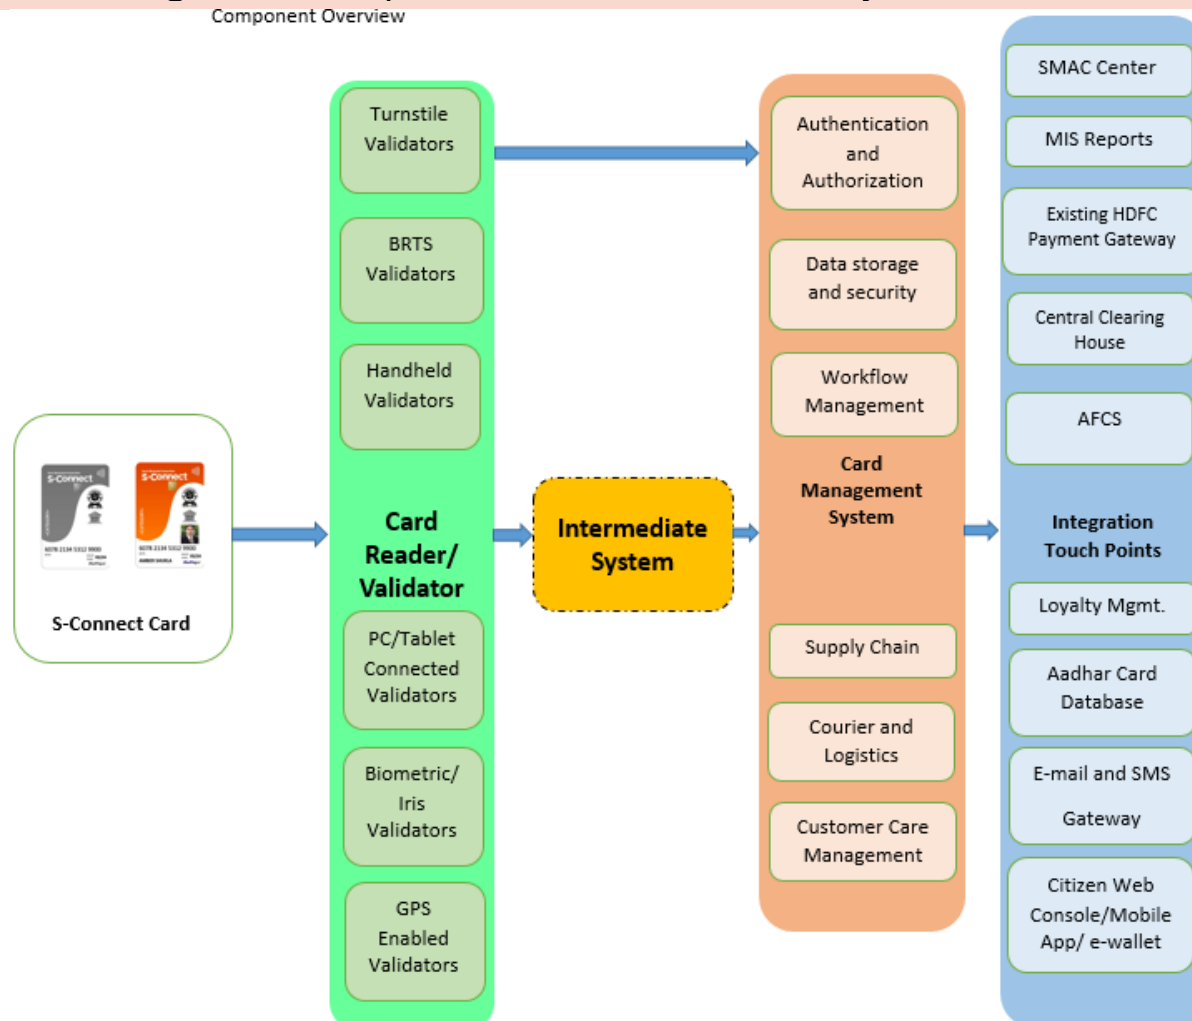 Component Overview
S-Connect
S-Connect
S-Connect Card
Turnstile
Validators
BRTS
Validators
Handheld
Validators
Card
Reader/
Validator
PC/Tablet
Connected
Validators
Biometric/
Iris
Validators
GPS
Enabled
Validators
Intermediate
System
Authentication
and
Authorization
Data storage
and security
Workflow
Management
Card
Management
System
Supply Chain
Courier and
Logistics
Customer Care
Management
SMAC Center
MIS Reports
Existing HDFC
Payment Gateway
Central Clearing
House
AFCS
Integration
Touch Points
Loyalty Mgmt.
Aadhar Card
Database
E-mail and SMS
Gateway
Citizen Web
Console/Mobile
App/ e-wallet